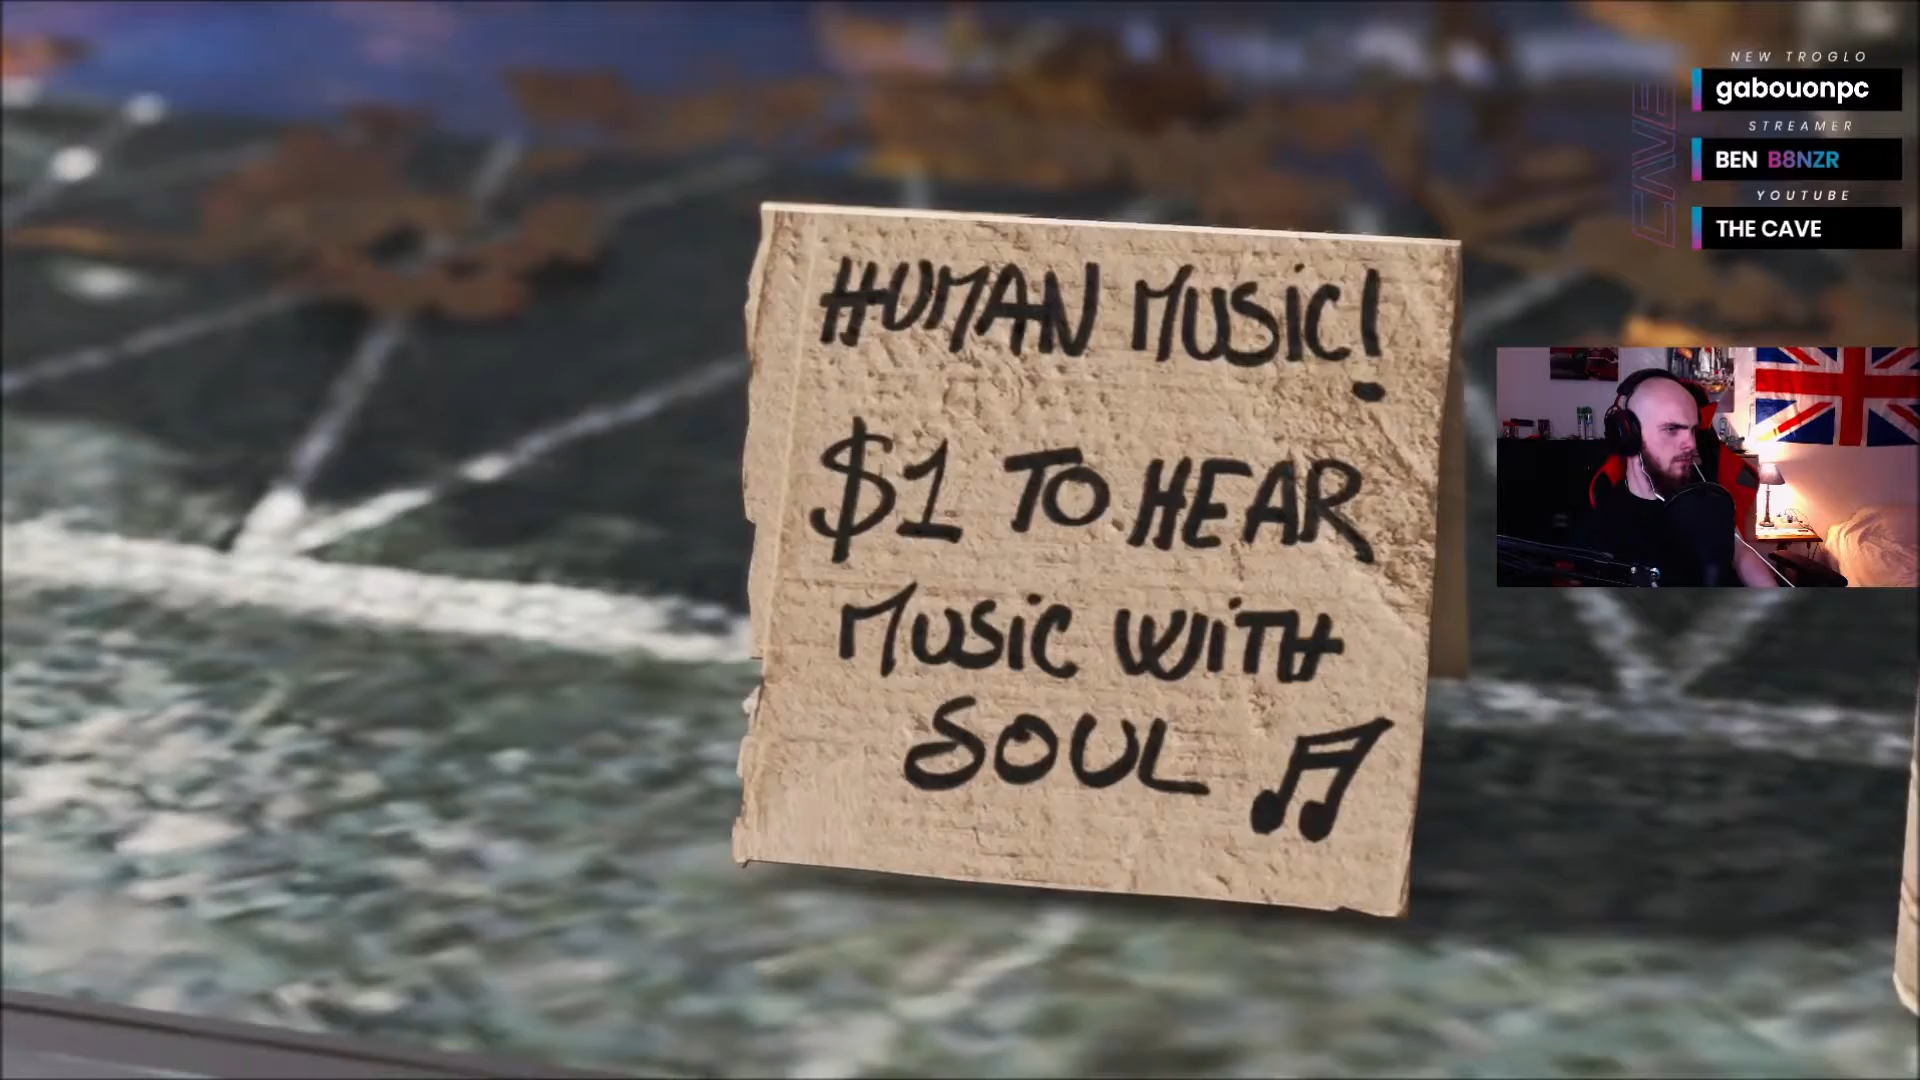 HUMAN MUSIC!
$1 TO HEAR
MUSIC WITH
SOUL
NEW TROGLO
gabouonpc
STREAMER
BEN B8NZR
YOUTUBE
THE CAVE
CAVE